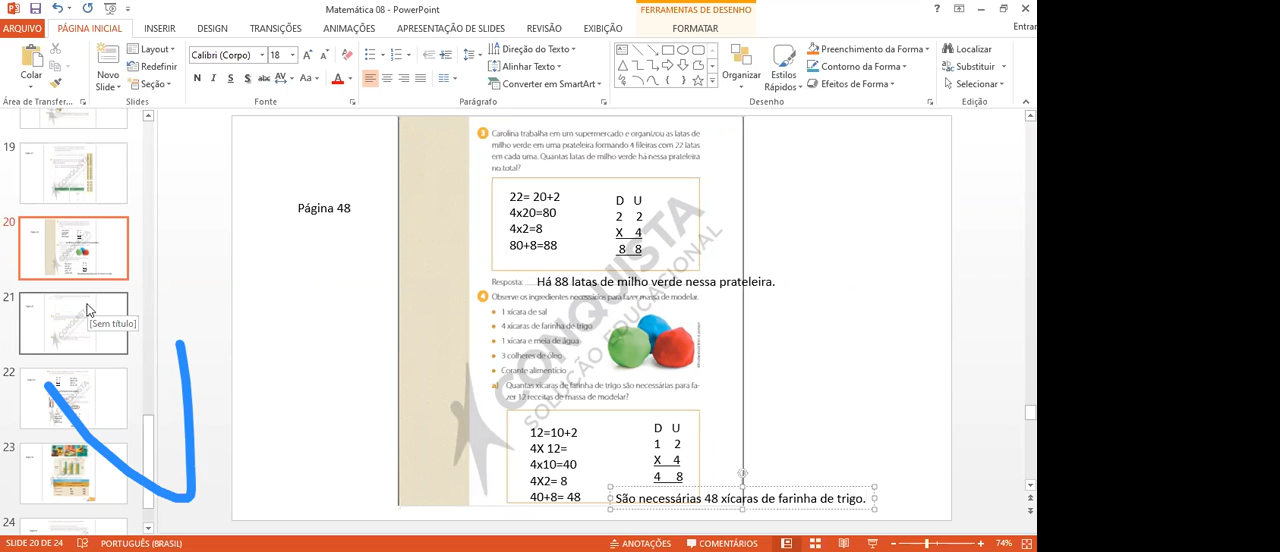 Matemática 08 - PowerPoint
FERRAMENTAS DE DESENHO
ARQUIVO
PÁGINA INICIAL
INSERIR
DESIGN
TRANSIÇÕES
ANIMAÇÕES
APRESENTAÇÃO DE SLIDES
REVISÃO
EXIBIÇÃO
FORMATAR
Entrar
Colar
Novo
Slide
Layout
Redefinir
Seção
Calibri (Corpo)
18
N I S S abc AV Aa A
Direção do Texto
Alinhar Texto
Converter em SmartArt
Organizar
Estilos
Rápidos
Preenchimento da Forma
Contorno da Forma
Efeitos de Forma
Localizar
Substituir
Selecionar
Área de Transfer...
Slides
Fonte
Parágrafo
Desenho
Edição
19
20
21
[Sem título]
22
23
24
Página 48
3 Carolina trabalha em um supermercado e organizou as latas de
milho verde em uma prateleira formando 4 fileiras com 22 latas
em cada uma. Quantas latas de milho verde há nessa prateleira
no total?
22= 20+2
4x20=80
4x2=8
80+8=88
D U
2 2
X 4
8 8
Resposta: Há 88 latas de milho verde nessa prateleira.
4 Observe os ingredientes necessários para fazer massa de modelar.
• 1 xícara de sal
• 4 xícaras de farinha de trigo
• 1 xícara e meia de água
• 3 colheres de óleo
• Corante alimentício
a) Quantas xícaras de farinha de trigo são necessárias para fa-
zer 12 receitas de massa de modelar?
12=10+2
4X 12=
4x10=40
4X2= 8
40+8= 48
D U
1 2
X 4
4 8
São necessárias 48 xícaras de farinha de trigo.
CONQUISTA
SOLUÇÃO EDUCACIONAL
SLIDE 20 DE 24
PORTUGUÊS (BRASIL)
ANOTAÇÕES
COMENTÁRIOS
74%